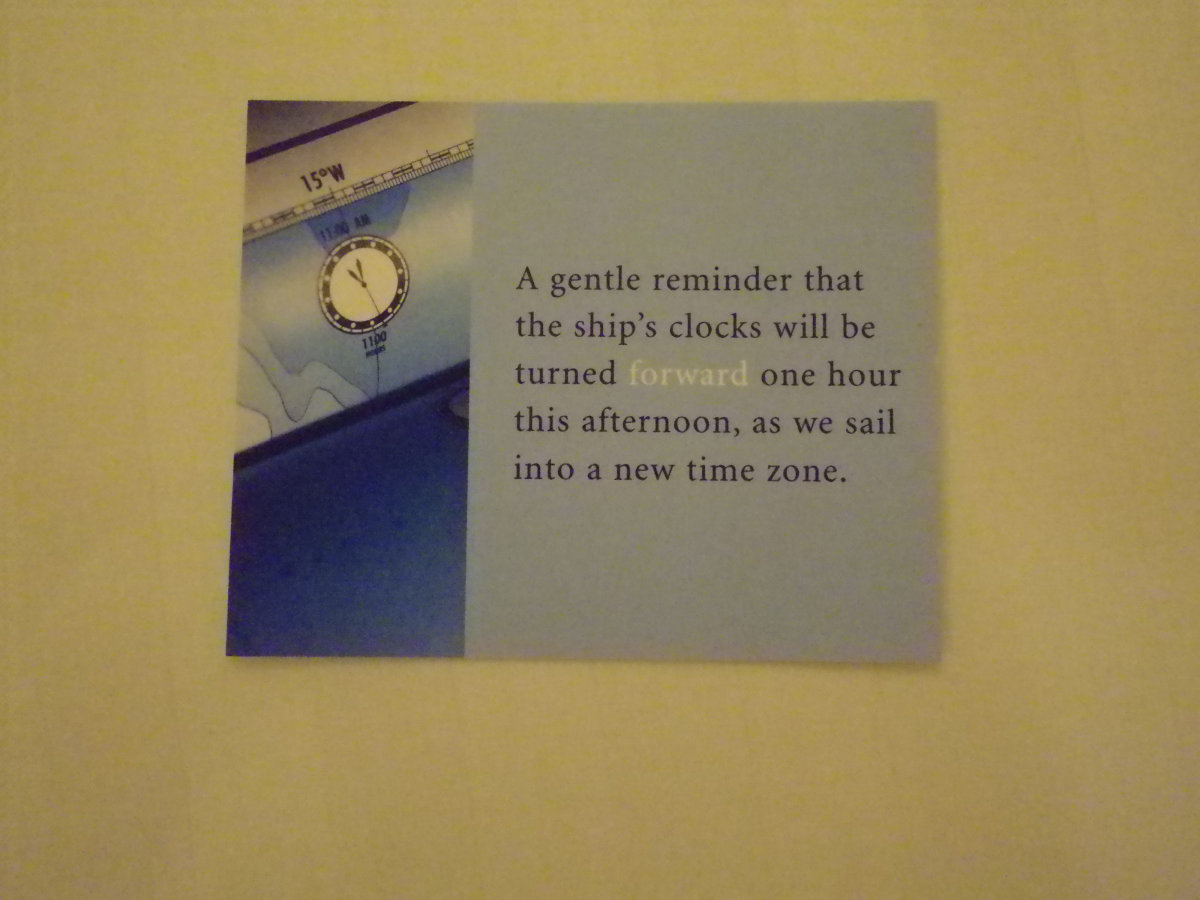 15°W
11:00 AM
1100
HOURS
A gentle reminder that
the ship's clocks will be
turned forward one hour
this afternoon, as we sail
into a new time zone.